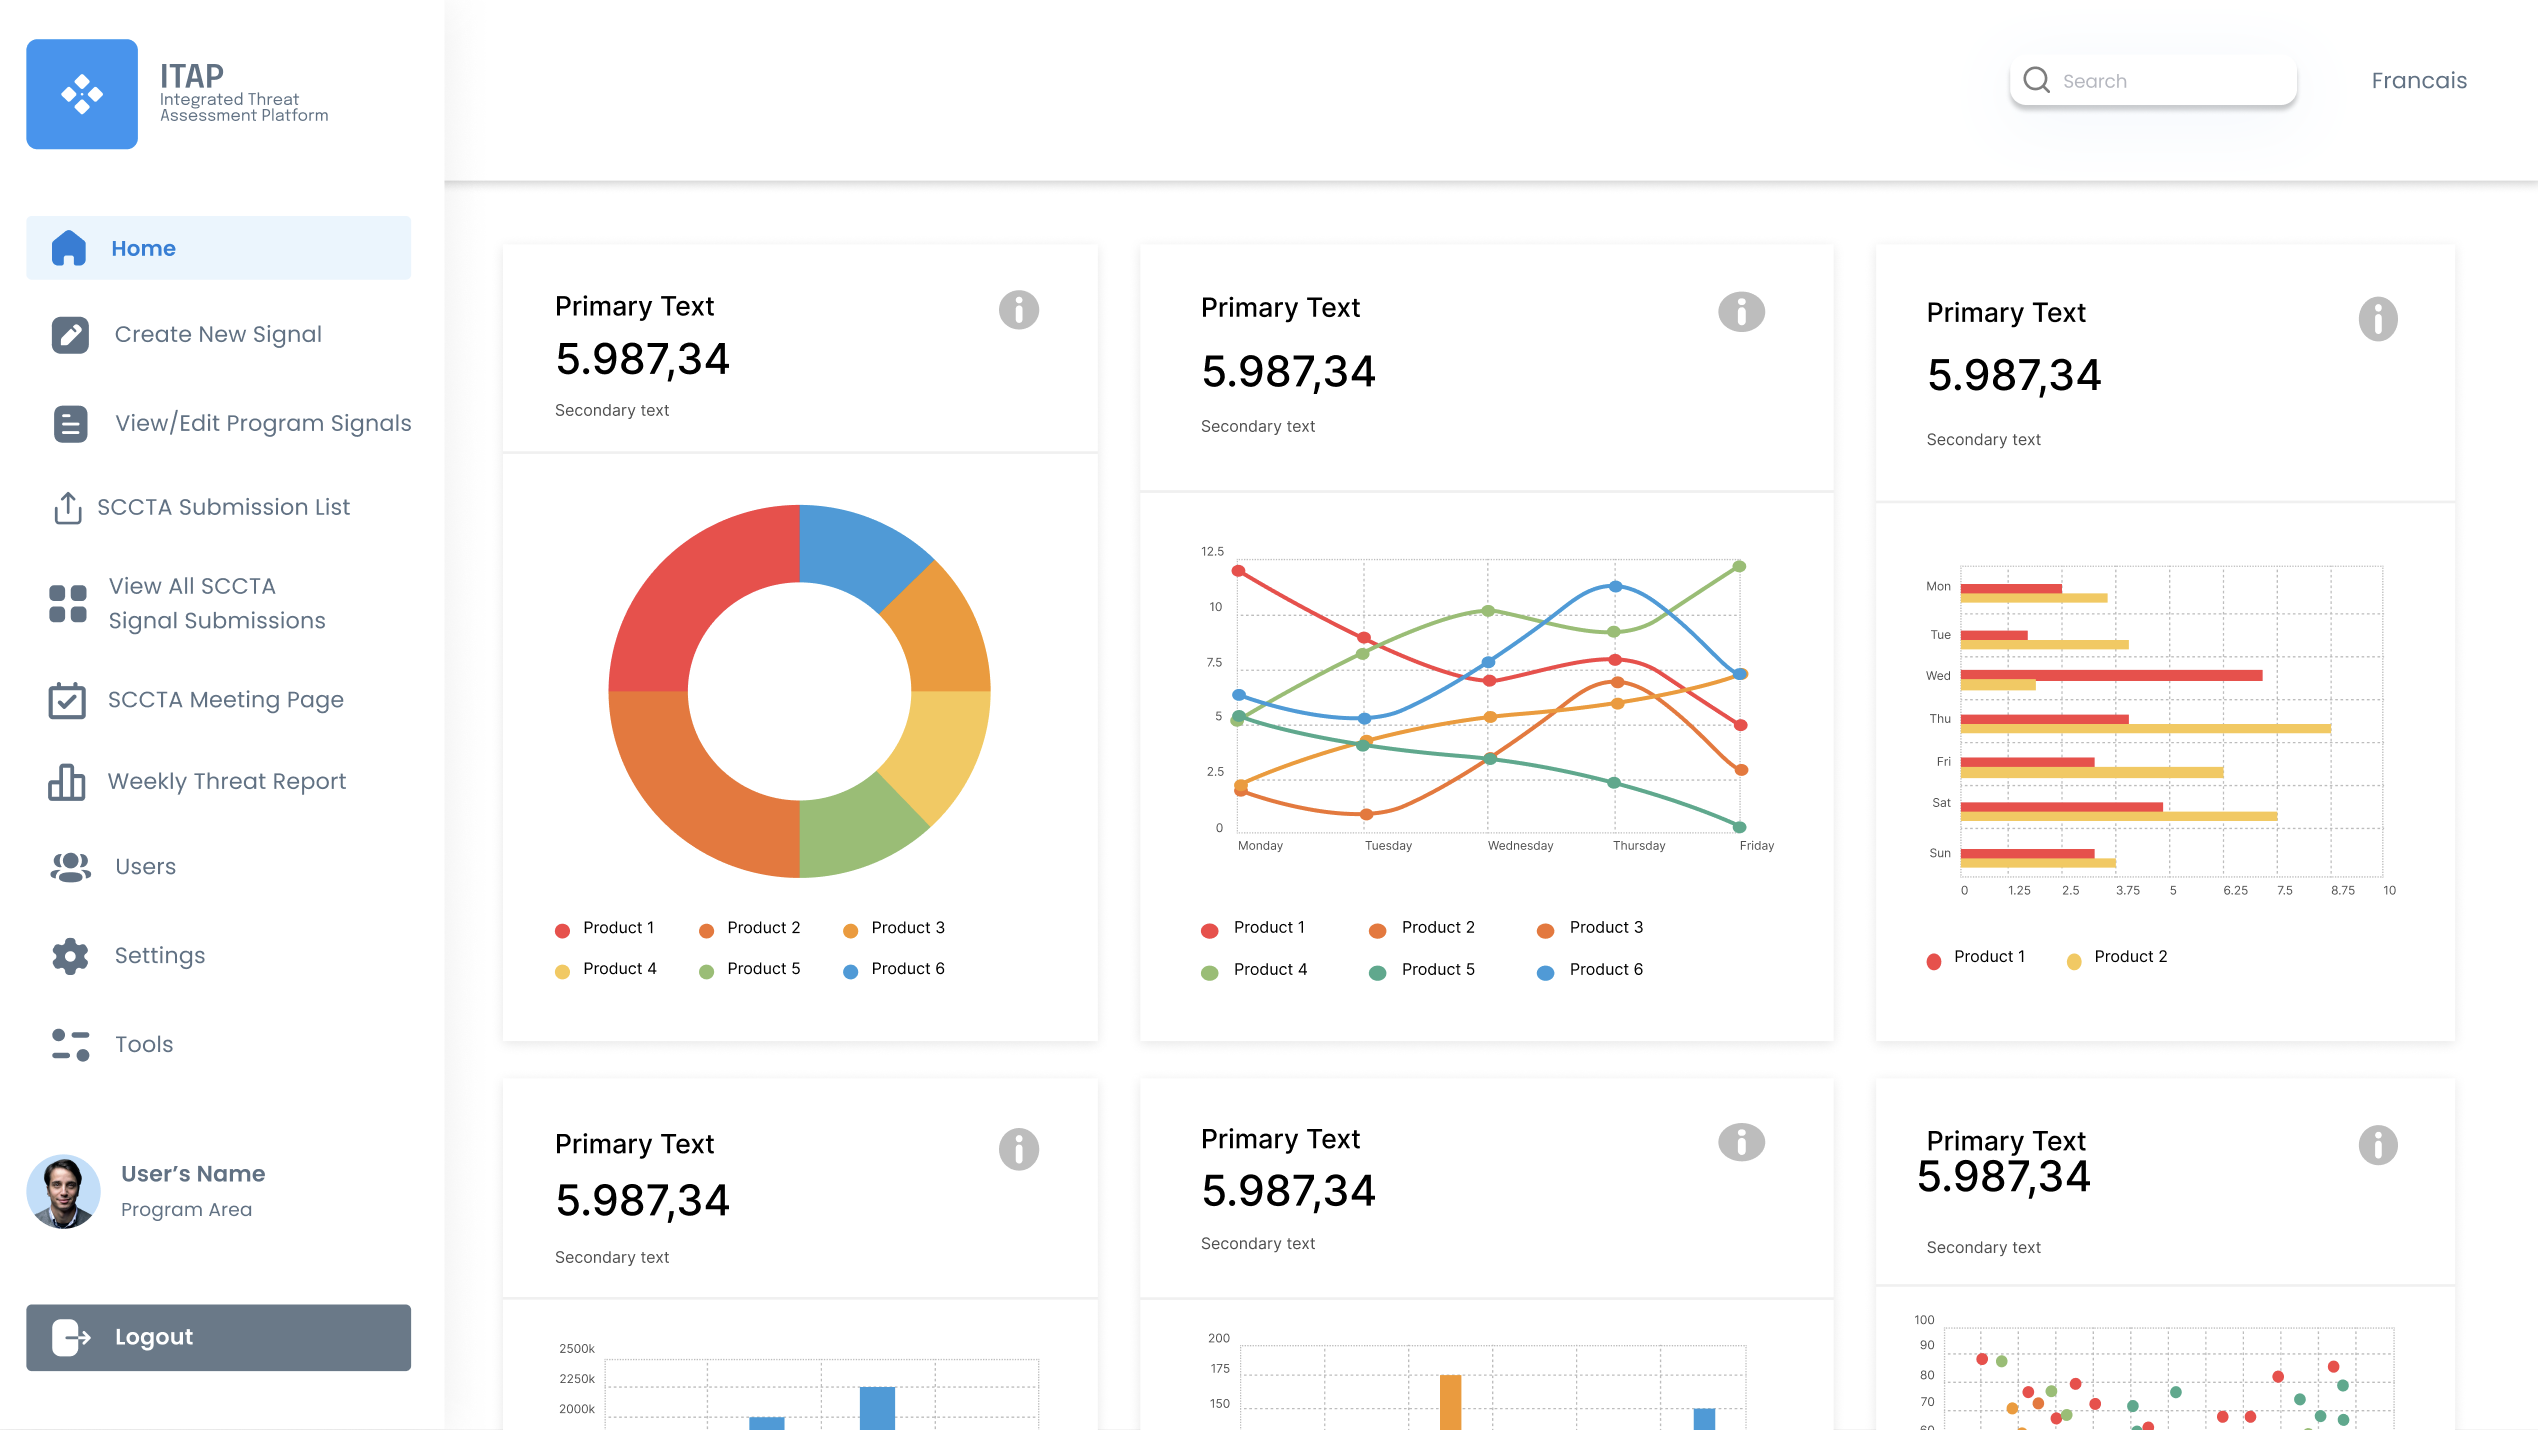 ITAP
Integrated Threat
Assessment Platform
Search
Francais
Home
Create New Signal
View/Edit Program Signals
SCCTA Submission List
View All SCCTA
Signal Submissions
SCCTA Meeting Page
Weekly Threat Report
Users
Settings
Tools
User’s Name
Program Area
Logout
Primary Text
5.987,34
Secondary text
Product 1
Product 2
Product 3
Product 4
Product 5
Product 6
Primary Text
5.987,34
Secondary text
12.5
10
7.5
5
2.5
0
Monday
Tuesday
Wednesday
Thursday
Friday
Product 1
Product 2
Product 3
Product 4
Product 5
Product 6
Primary Text
5.987,34
Secondary text
Mon
Tue
Wed
Thu
Fri
Sat
Sun
0
1.25
2.5
3.75
5
6.25
7.5
8.75
10
Product 1
Product 2
Primary Text
5.987,34
Secondary text
2500k
2250k
2000k
Primary Text
5.987,34
Secondary text
200
175
150
Primary Text
5.987,34
Secondary text
100
90
80
70
60